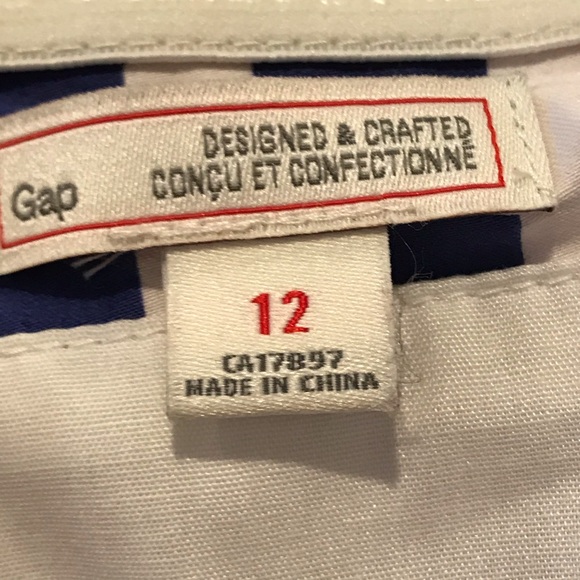 DESIGNED & CRAFTED
Gap CONÇU ET CONFECTIONNÉ
12
CA17897
MADE IN CHINA